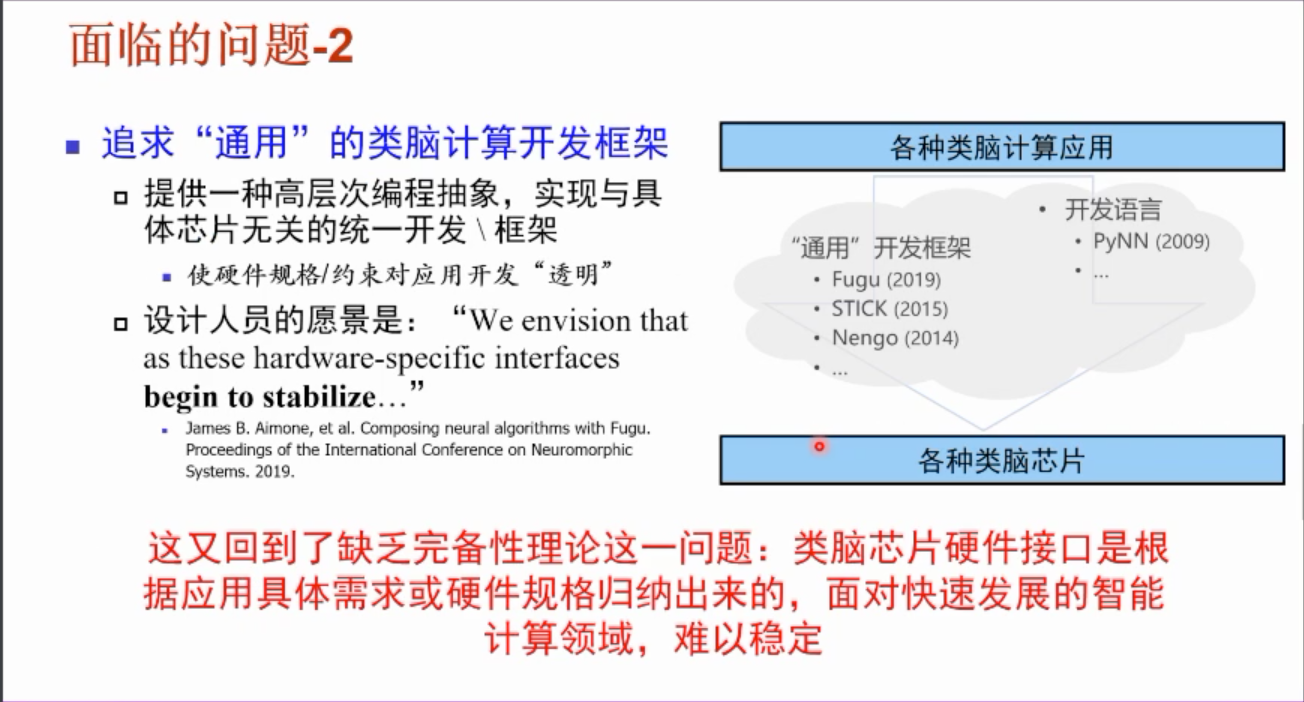 面临的问题-2
追求“通用”的类脑计算开发框架
提供一种高层次编程抽象，实现与具
体芯片无关的统一开发 \ 框架
使硬件规格/约束对应用开发“透明”
设计人员的愿景是：“We envision that
as these hardware-specific interfaces
begin to stabilize…”
James B. Aimone, et al. Composing neural algorithms with Fugu.
Proceedings of the International Conference on Neuromorphic
Systems. 2019.
各种类脑计算应用
• 开发语言
• PyNN (2009)
• ...
“通用”开发框架
• Fugu (2019)
• STICK (2015)
• Nengo (2014)
• ...
各种类脑芯片
这又回到了缺乏完备性理论这一问题：类脑芯片硬件接口是根
据应用具体需求或硬件规格归纳出来的，面对快速发展的智能
计算领域，难以稳定